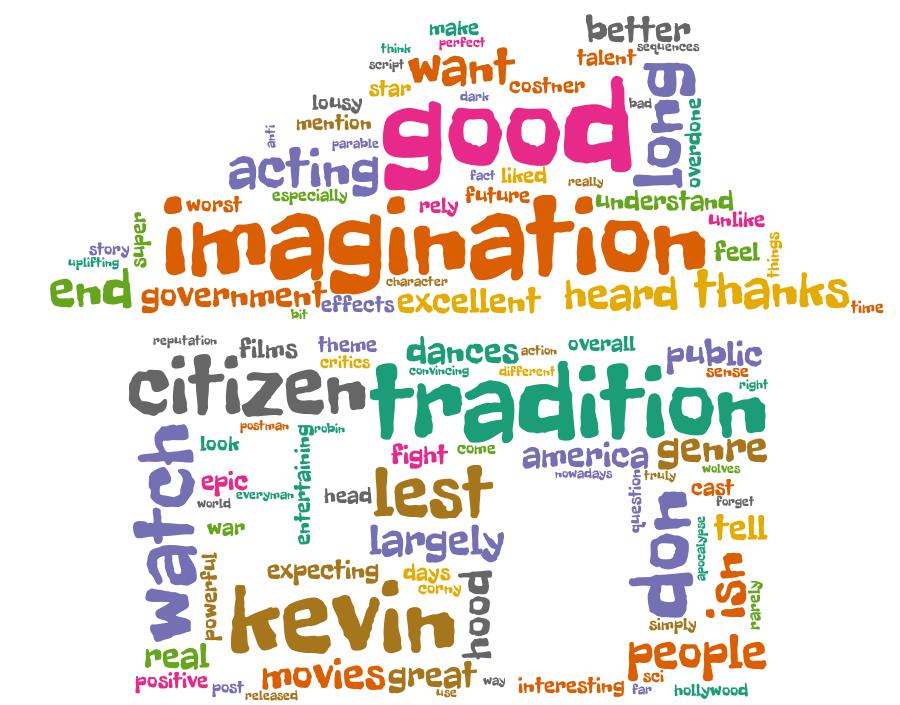 make
better
perfect
sequences
think
talent
script
want
costner
star
dark
lousy
good
bad
long
overdone
mention
anti
parable
acting
fact
liked
really
especially
future
understand
worst
rely
unlike
imagination
super
story
feel
things
uplifting
character
end
government
effects
excellent
heard
thanks
time
bit
reputation
films
theme
dances
action
overall
public
critics
convincing
different
sense
citizen
tradition
right
postman
robin
watch
look
entertaining
fight
come
america
genre
nowadays
truly
wolves
epic
everyman
head
lest
question
cast
world
forget
war
largely
don
apocalypse
tell
powerful
expecting
days
corny
ish
rarely
kevin
hood
simply
real
people
positive
post
movies
great
way
interesting
sci
released
use
far
hollywood